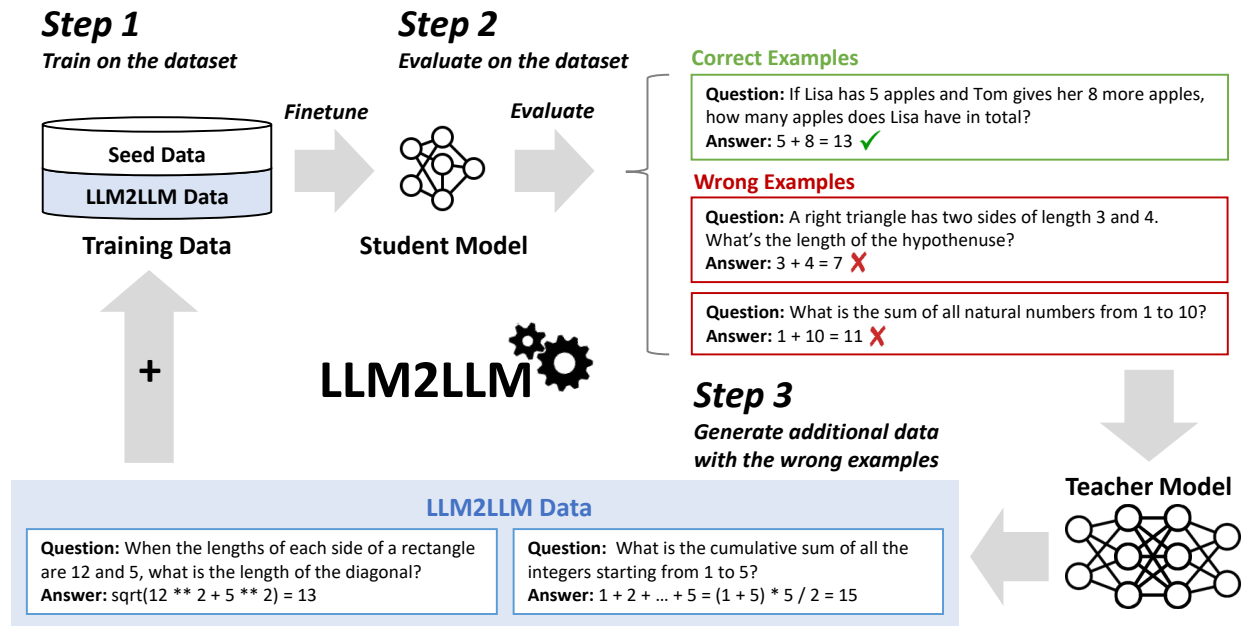 Step 1
Train on the dataset
Finetune
Seed Data
LLM2LLM Data
Training Data
Step 2
Evaluate on the dataset
Evaluate
Student Model
Correct Examples
Question: If Lisa has 5 apples and Tom gives her 8 more apples,
how many apples does Lisa have in total?
Answer: 5 + 8 = 13 ✓
Wrong Examples
Question: A right triangle has two sides of length 3 and 4.
What's the length of the hypothenuse?
Answer: 3 + 4 = 7 ✗
Question: What is the sum of all natural numbers from 1 to 10?
Answer: 1 + 10 = 11 ✗
+
LLM2LLM
Step 3
Generate additional data
with the wrong examples
Teacher Model
LLM2LLM Data
Question: When the lengths of each side of a rectangle
are 12 and 5, what is the length of the diagonal?
Answer: sqrt(12 ** 2 + 5 ** 2) = 13
Question: What is the cumulative sum of all the
integers starting from 1 to 5?
Answer: 1 + 2 + … + 5 = (1 + 5) * 5 / 2 = 15